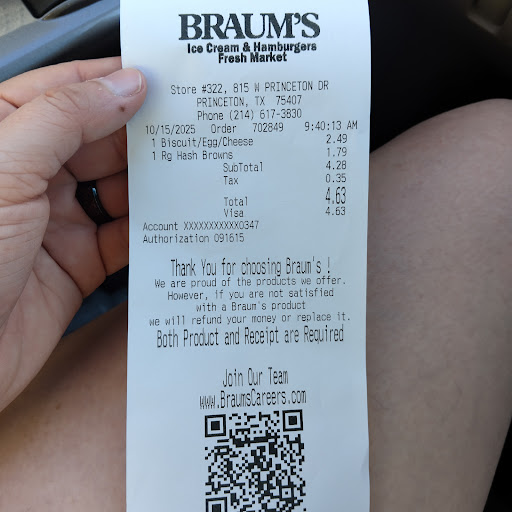 BRAUM'S
Ice Cream & Hamburgers
Fresh Market
Store #322, 815 W PRINCETON DR
PRINCETON, TX 75407
Phone (214) 617-3830
10/15/2025 Order 702849 9:40:13 AM
1 Biscuit/Egg/Cheese 2.49
1 Rg Hash Browns 1.79
SubTotal 4.28
Tax 0.35
Total 4.63
Visa 4.63
Account XXXXXXXXXXXX0347
Authorization 091615
Thank You for choosing Braum's !
We are proud of the products we offer.
However, if you are not satisfied
with a Braum's product
we will refund your money or replace it.
Both Product and Receipt are Required
Join Our Team
www.BraumsCareers.com